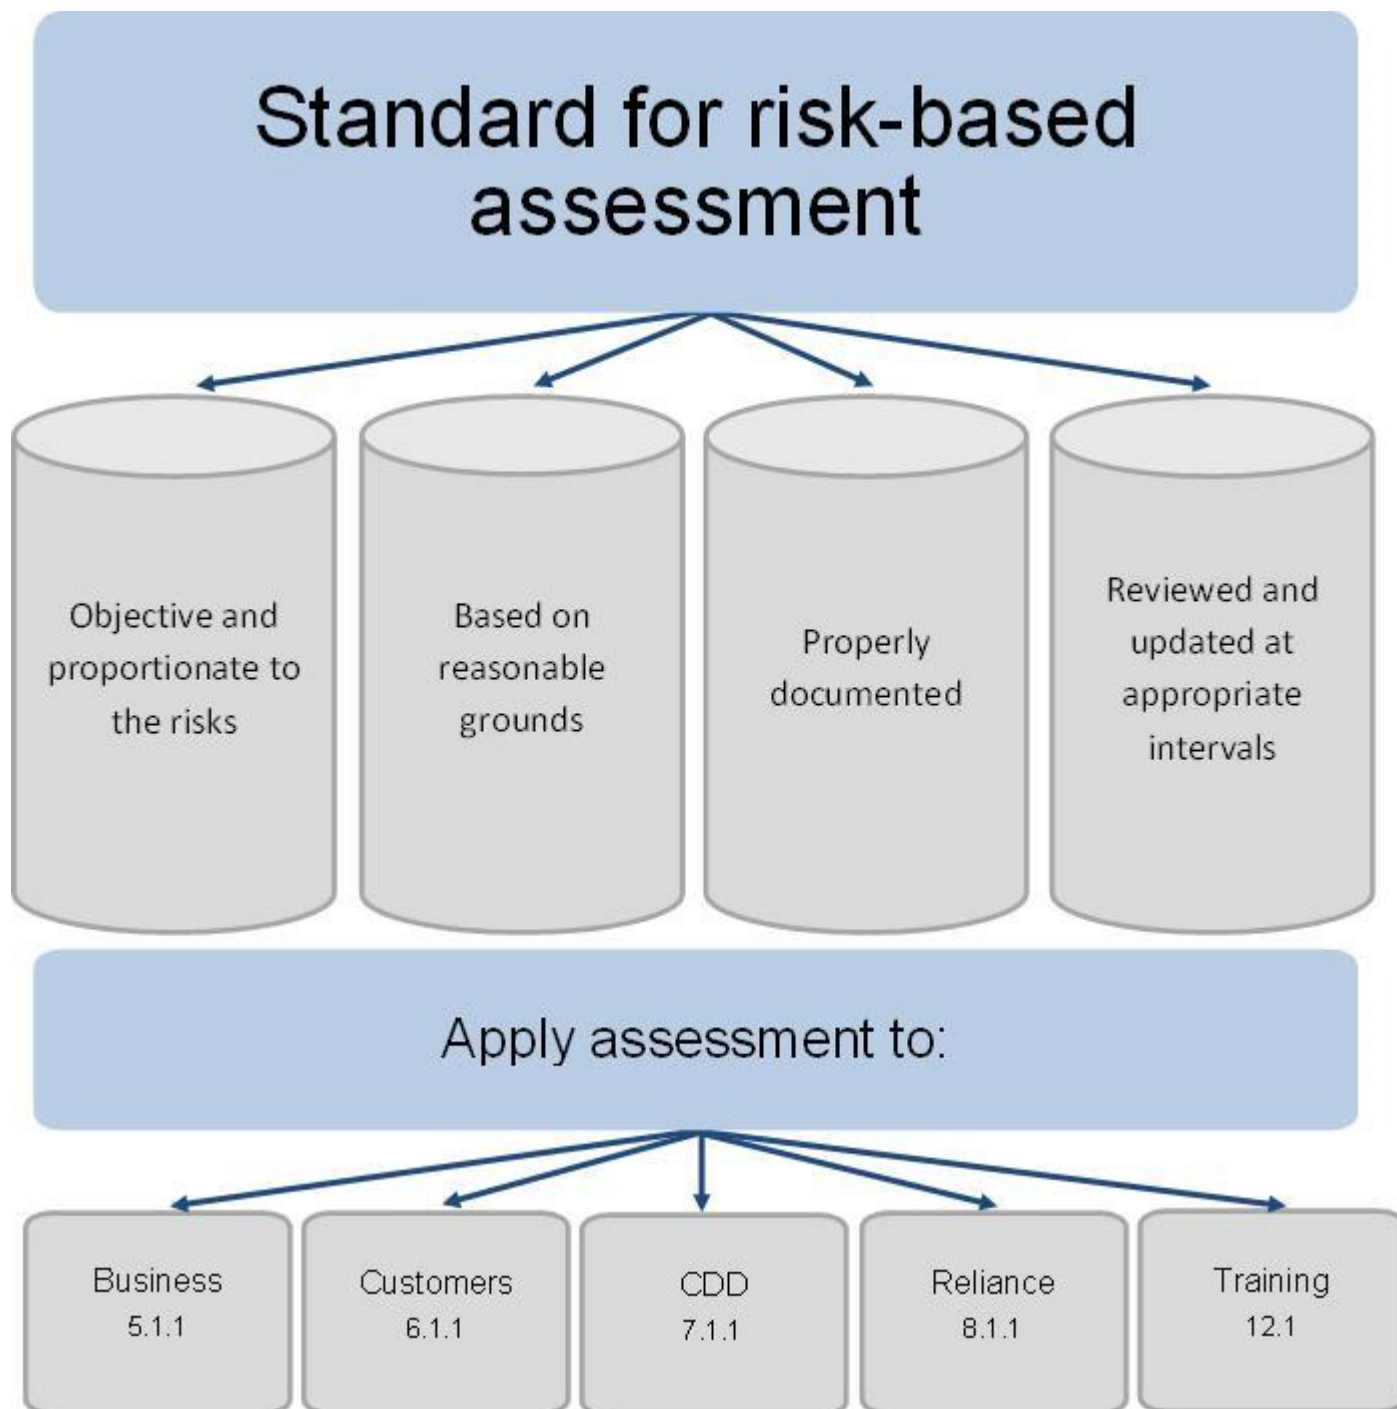 Standard for risk-based
assessment
Objective and
proportionate to
the risks
Based on
reasonable
grounds
Properly
documented
Reviewed and
updated at
appropriate
intervals
Apply assessment to:
Business
5.1.1
Customers
6.1.1
CDD
7.1.1
Reliance
8.1.1
Training
12.1